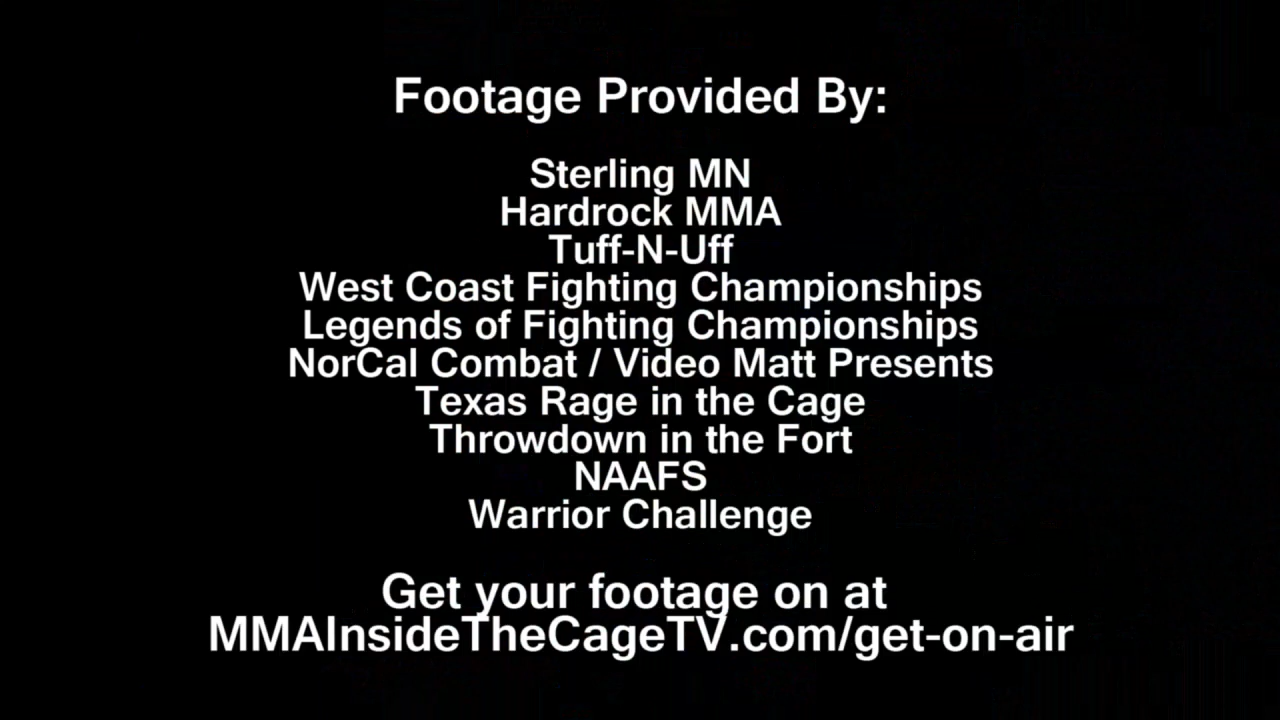 Footage Provided By:
Sterling MN
Hardrock MMA
Tuff-N-Uff
West Coast Fighting Championships
Legends of Fighting Championships
NorCal Combat / Video Matt Presents
Texas Rage in the Cage
Throwdown in the Fort
NAAFS
Warrior Challenge
Get your footage on at
MMAInsideTheCageTV.com/get-on-air